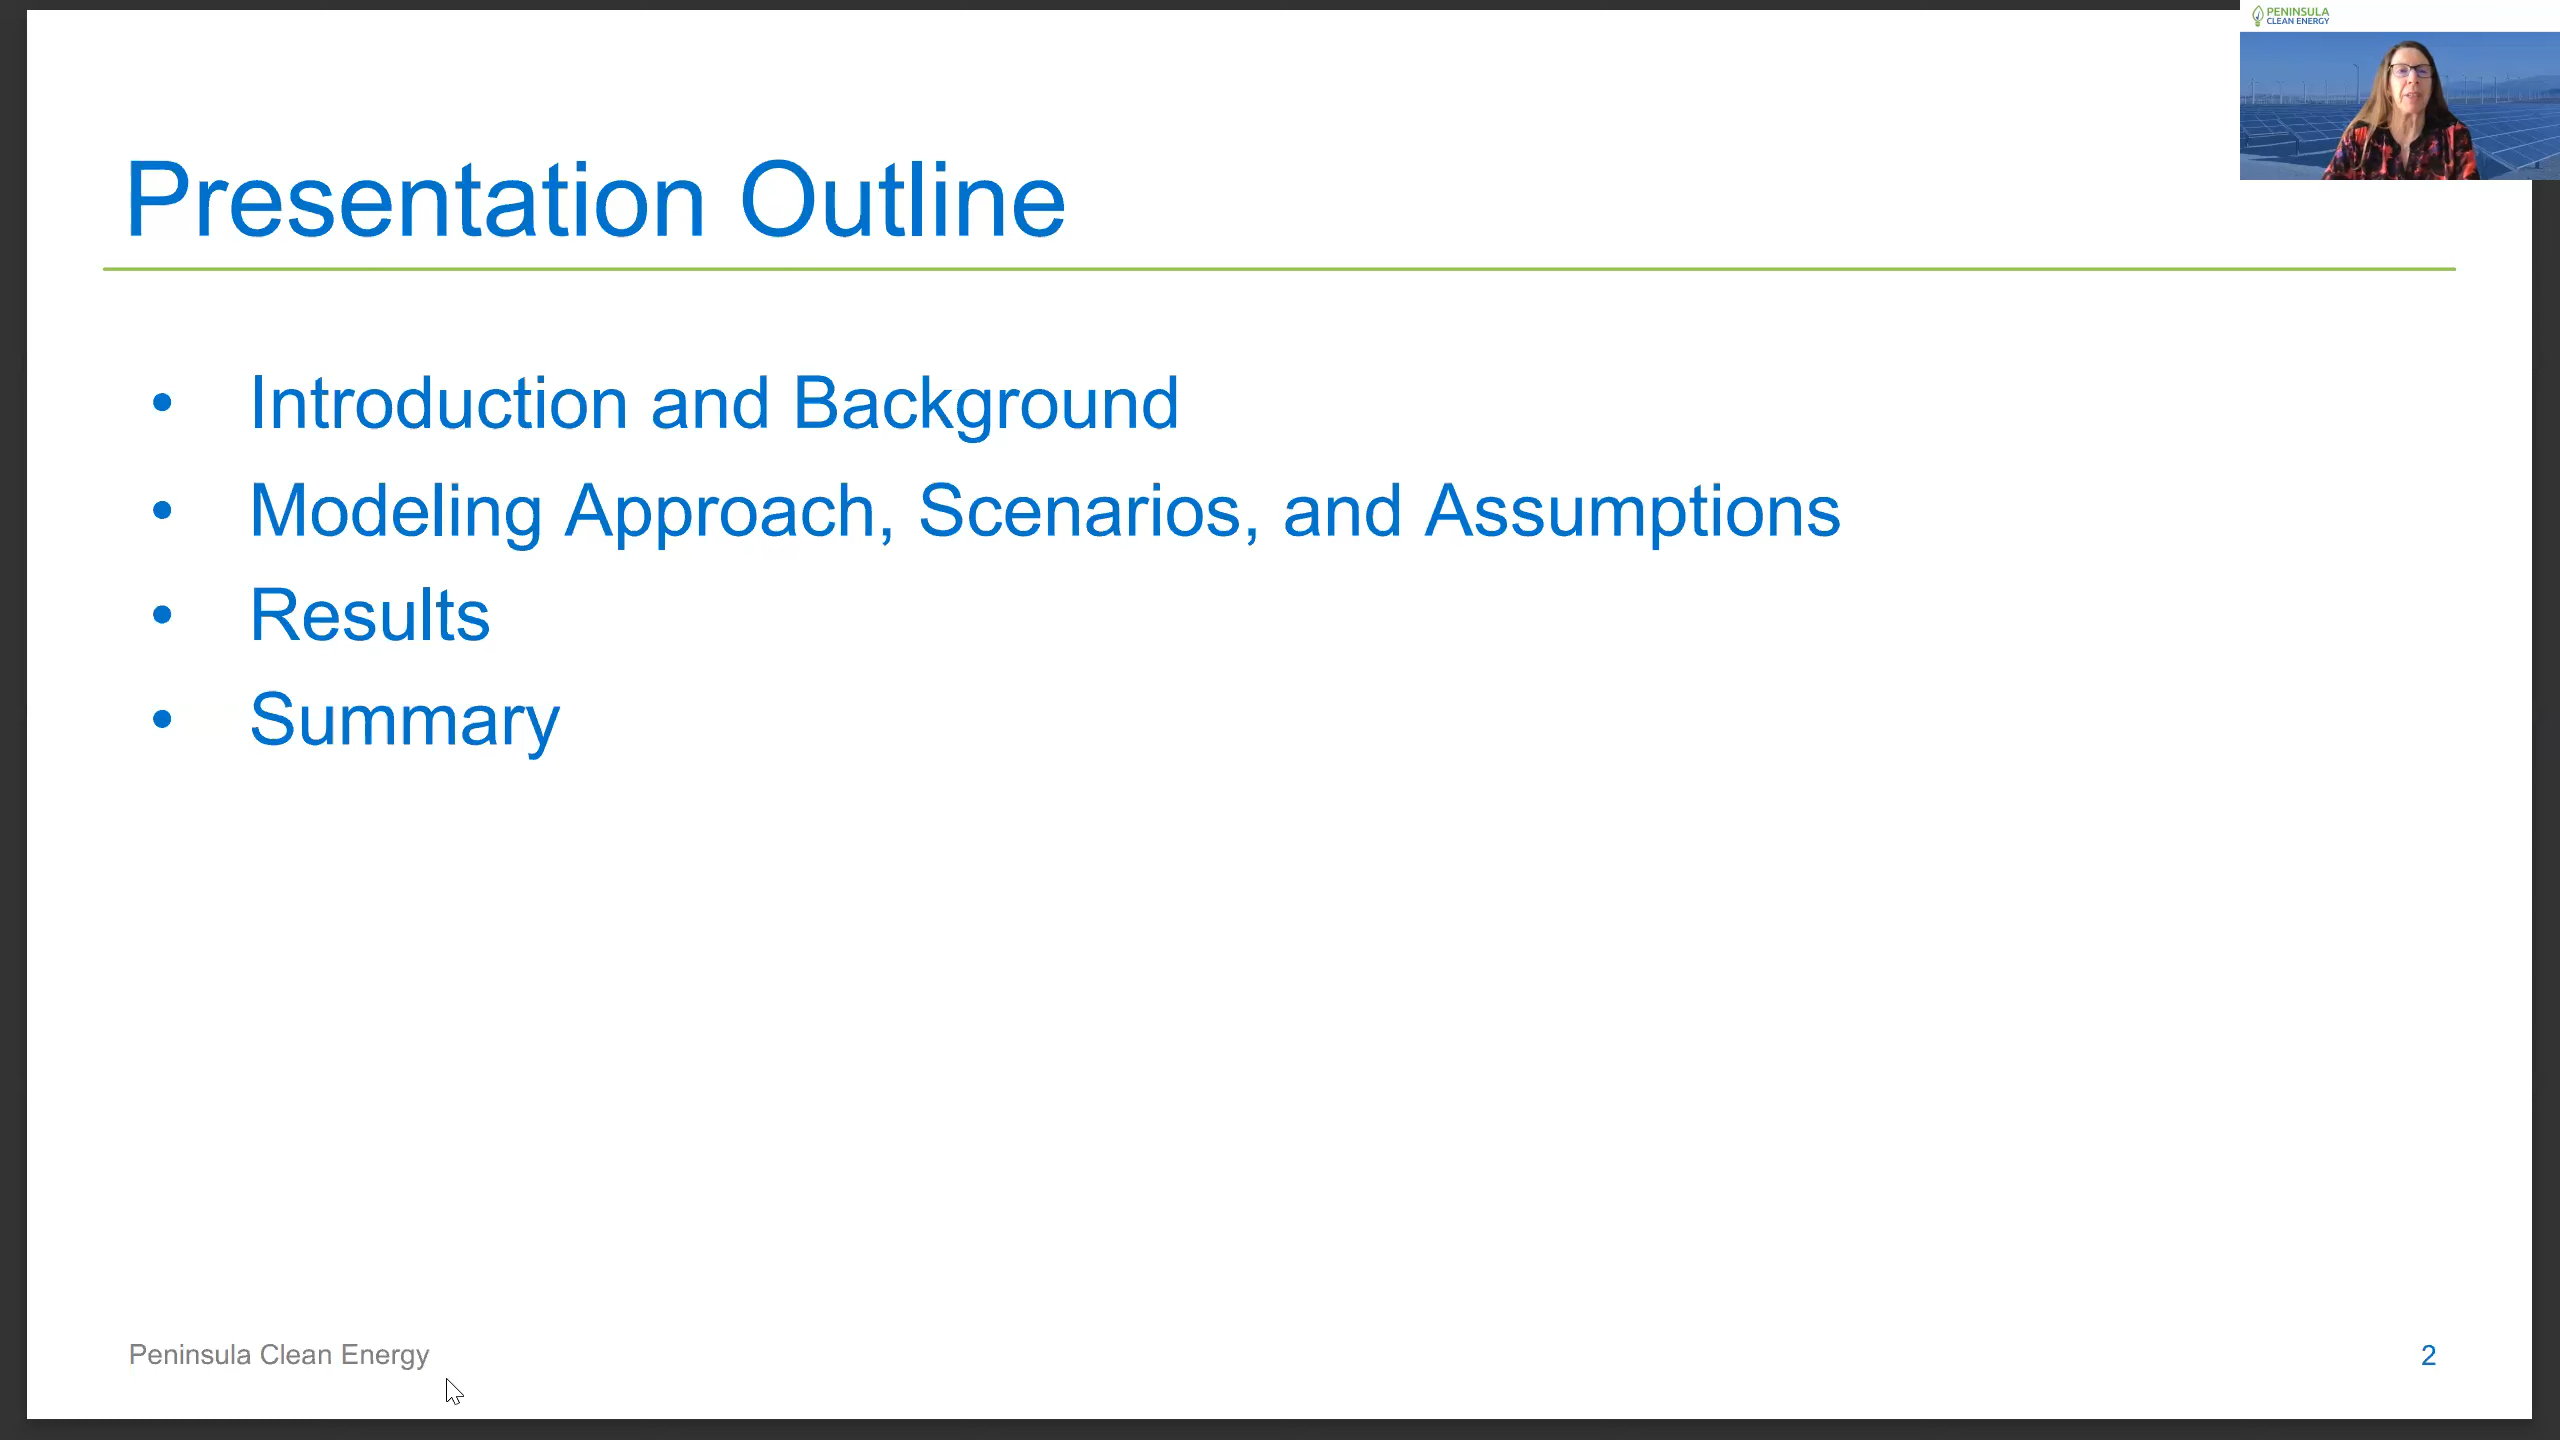 PENINSULA
CLEAN ENERGY
Presentation Outline
• Introduction and Background
• Modeling Approach, Scenarios, and Assumptions
• Results
• Summary
Peninsula Clean Energy
2